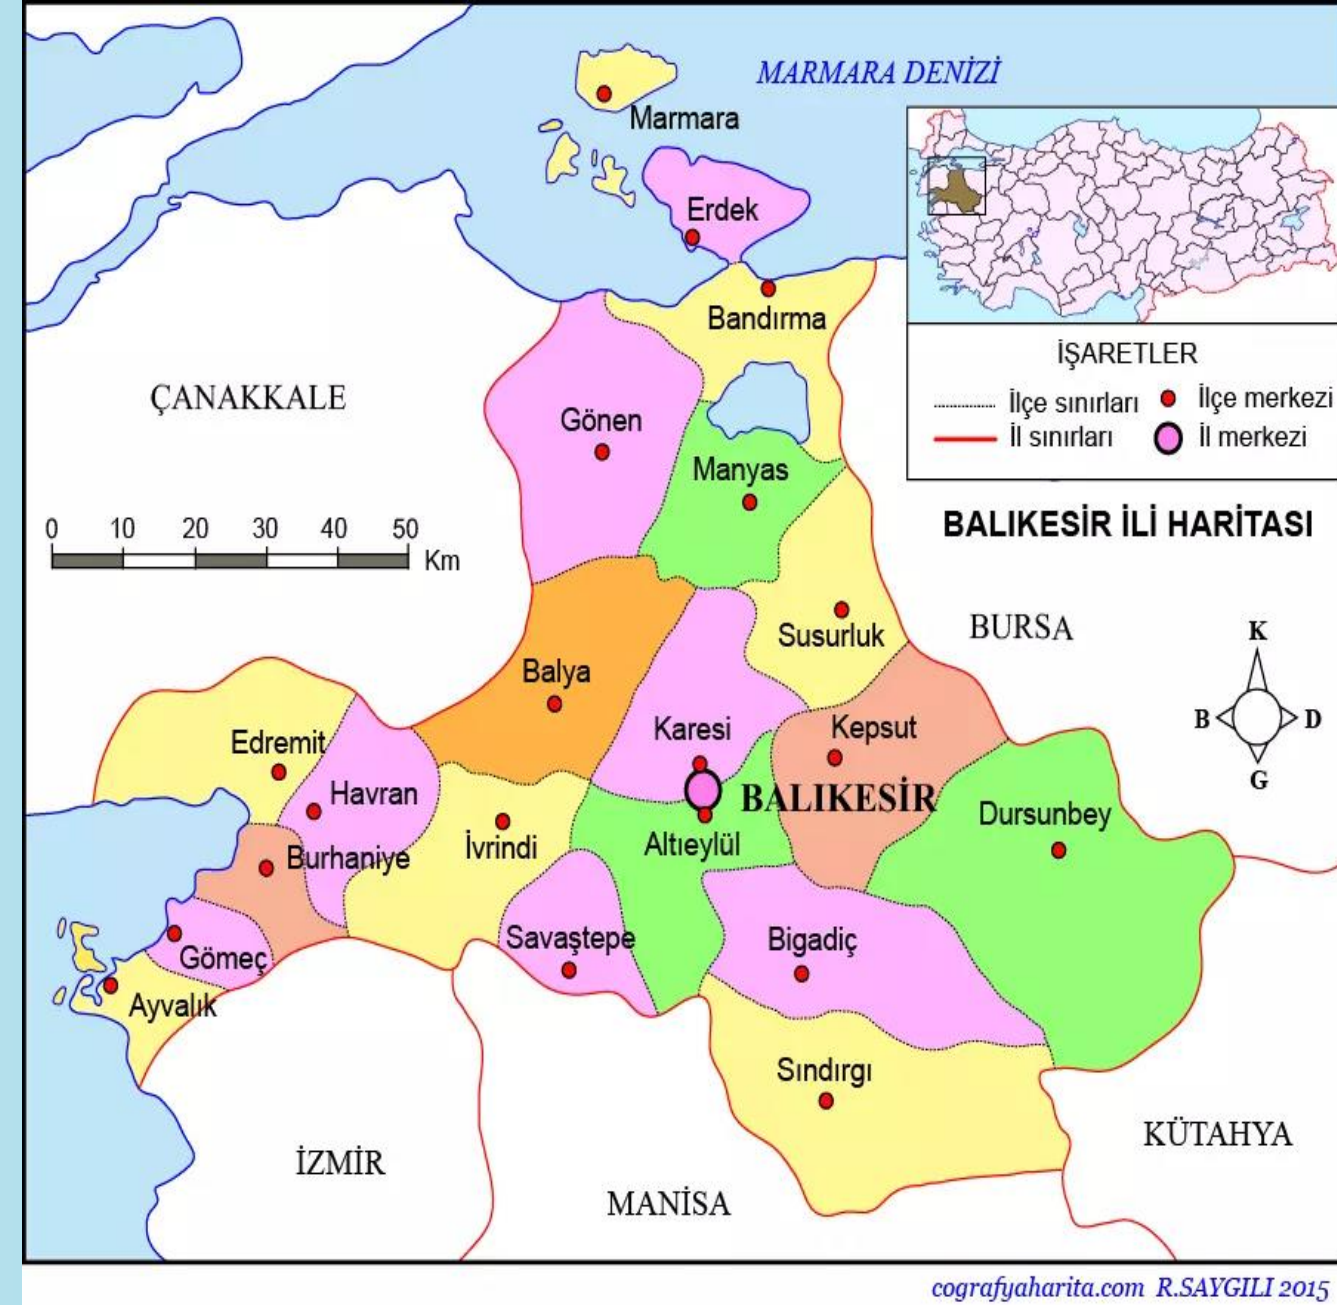 MARMARA DENİZİ
Marmara
Erdek
Bandırma
İŞARETLER
İlçe sınırları
İlçe merkezi
İl sınırları
İl merkezi
ÇANAKKALE
Gönen
Manyas
0 10 20 30 40 50
Km
BALIKESİR İLİ HARİTASI
Susurluk
BURSA
K
B D
G
Balya
Karesi
Kepsut
Edremit
Havran
BALIKESİR
Dursunbey
Burhaniye
İvrindi
Altıeylül
Savaştepe
Bigadiç
Gömeç
Ayvalık
Sındırgı
KÜTAHYA
İZMİR
MANİSA
cografyaharita.com R.SAYGILI 2015